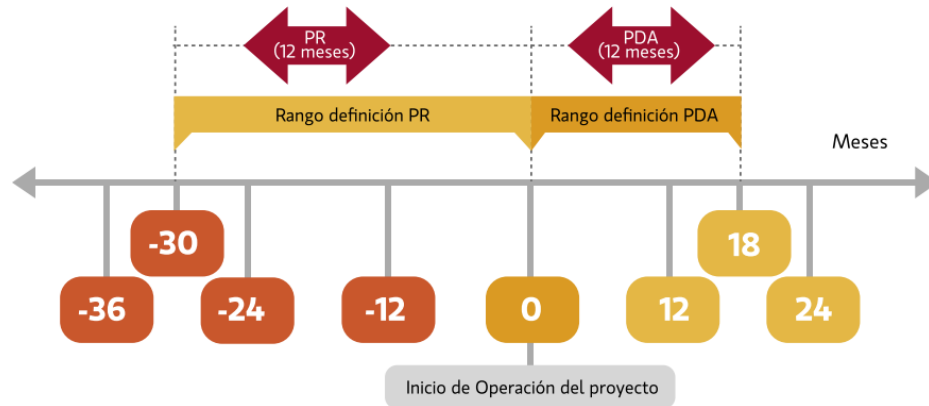 PR
(12 meses)
PDA
(12 meses)
Rango definición PR
Rango definición PDA
Meses
-30
18
-36
-24
-12
0
12
24
Inicio de Operación del proyecto